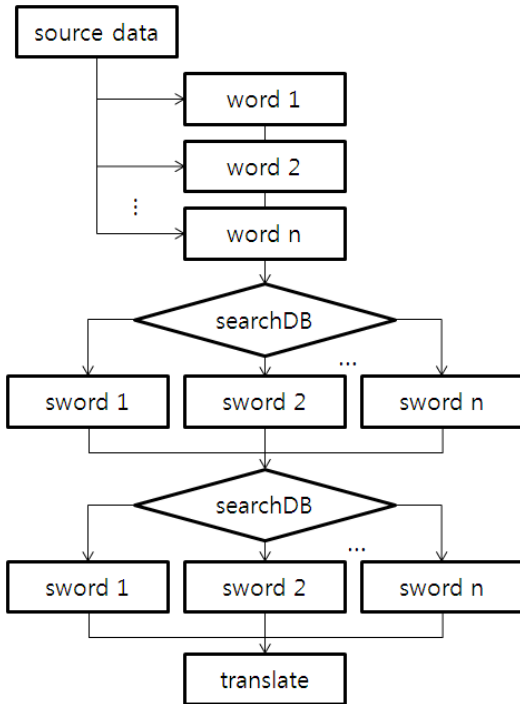 source data
word 1
word 2
⋮
word n
searchDB
...
sword 1
sword 2
sword n
searchDB
...
sword 1
sword 2
sword n
translate